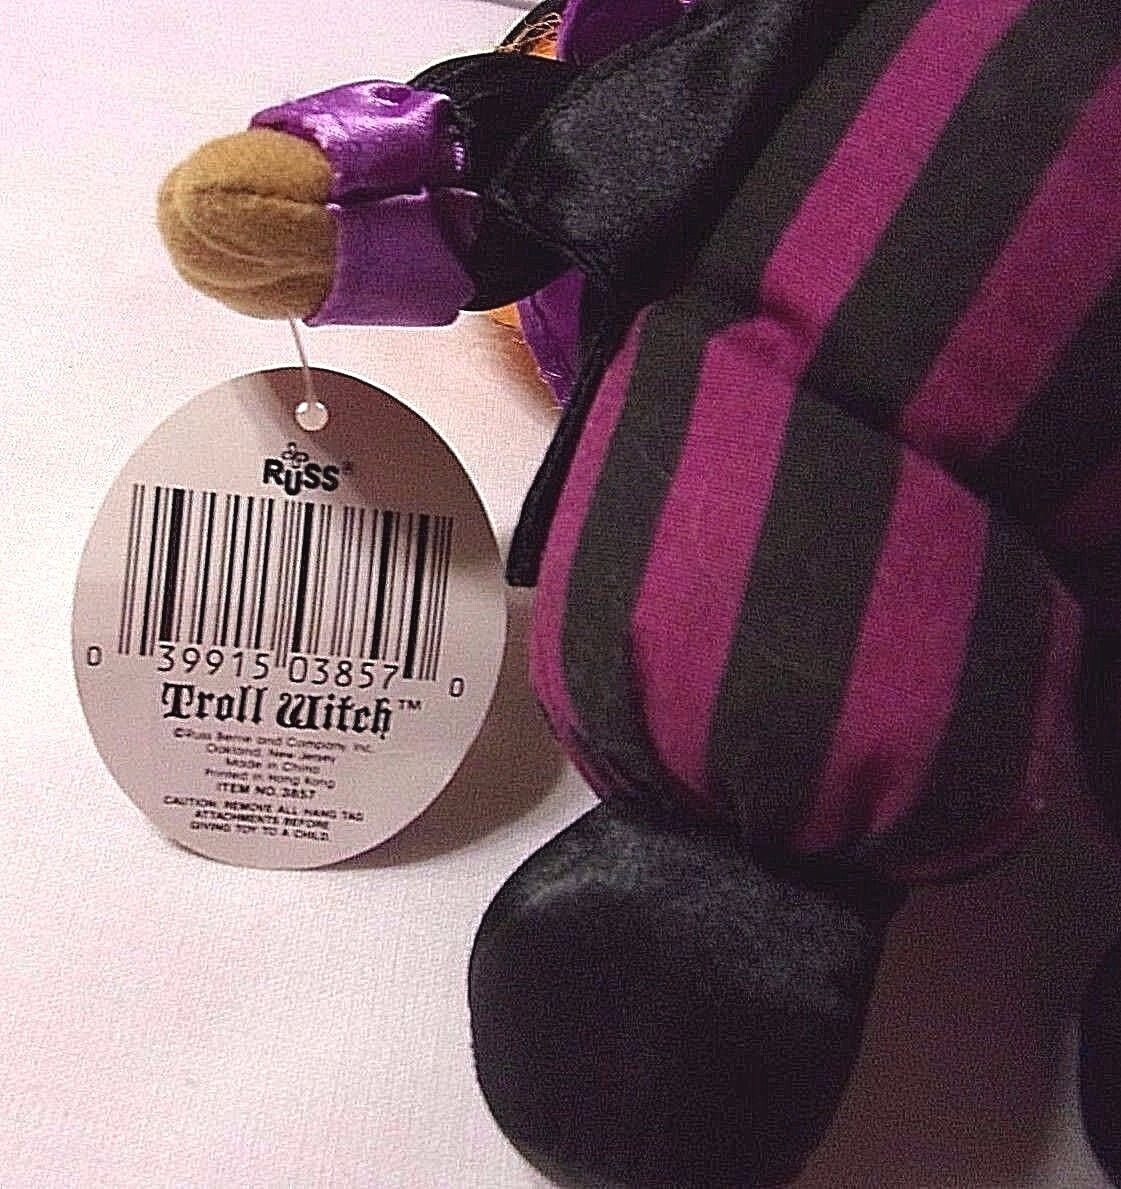 RUSS®
0 39915 03857 0
Troll Witch™
©Russ Berrie and Company, Inc.
Oakland, New Jersey
Made in China
Printed in Hong Kong
ITEM NO. 3857
CAUTION: REMOVE ALL HANG TAG
ATTACHMENTS BEFORE
GIVING TOY TO A CHILD.